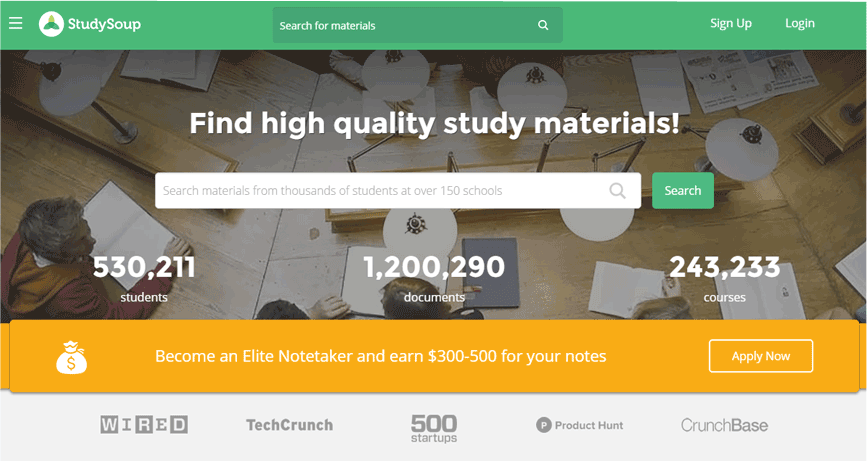 StudySoup
Search for materials
Sign Up
Login
Find high quality study materials!
Search materials from thousands of students at over 150 schools
Search
530,211
1,200,290
243,233
students
documents
courses
$
Become an Elite Notetaker and earn $300-500 for your notes
Apply Now
WIRED
TechCrunch
500
startups
P Product Hunt
CrunchBase